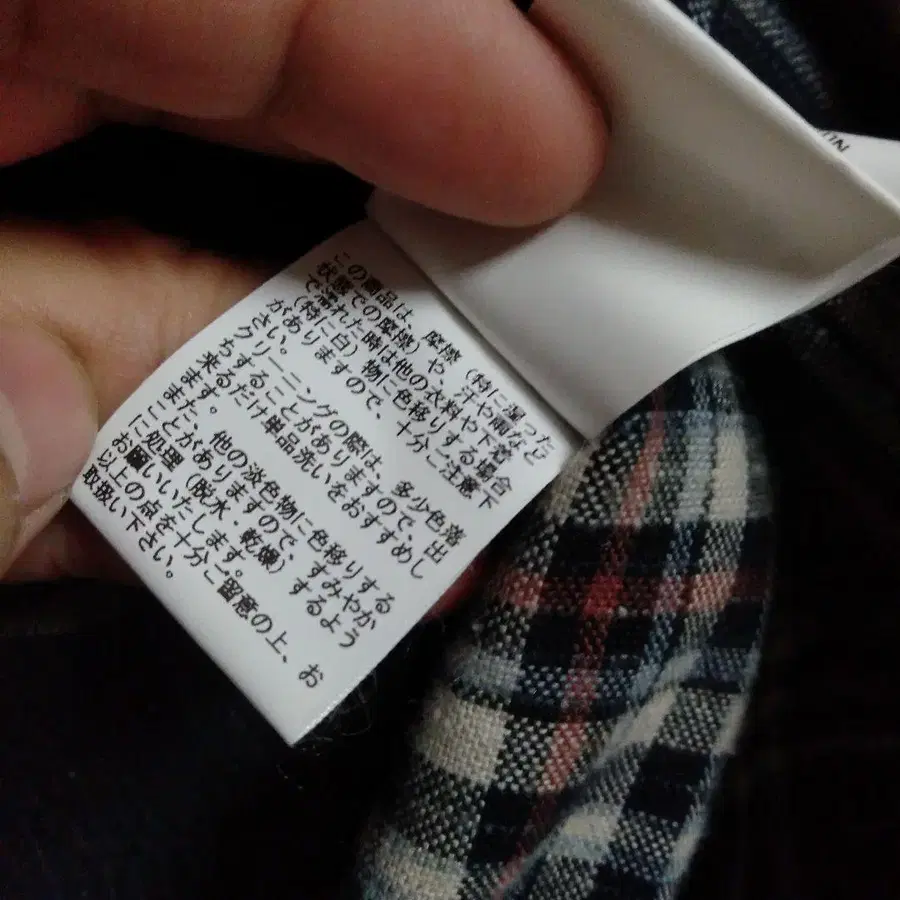 この商品は、摩擦（特に湿った
状態での摩擦）や、汗や雨など
で濡れた時は他の衣料や下着
（特に白）物に色移りする場合
がありますので、十分ご注意下
さい。
クリーニングの際は、多少色落
ちすることがありますので、出
来るだけ単品洗いをおすすめし
ます。
また、他の淡色物に色移りする
ことがありますので、すみやか
に処理（脱水・乾燥）するよう
お願いいたします。
以上の点を十分ご留意の上、お
取扱い下さい。